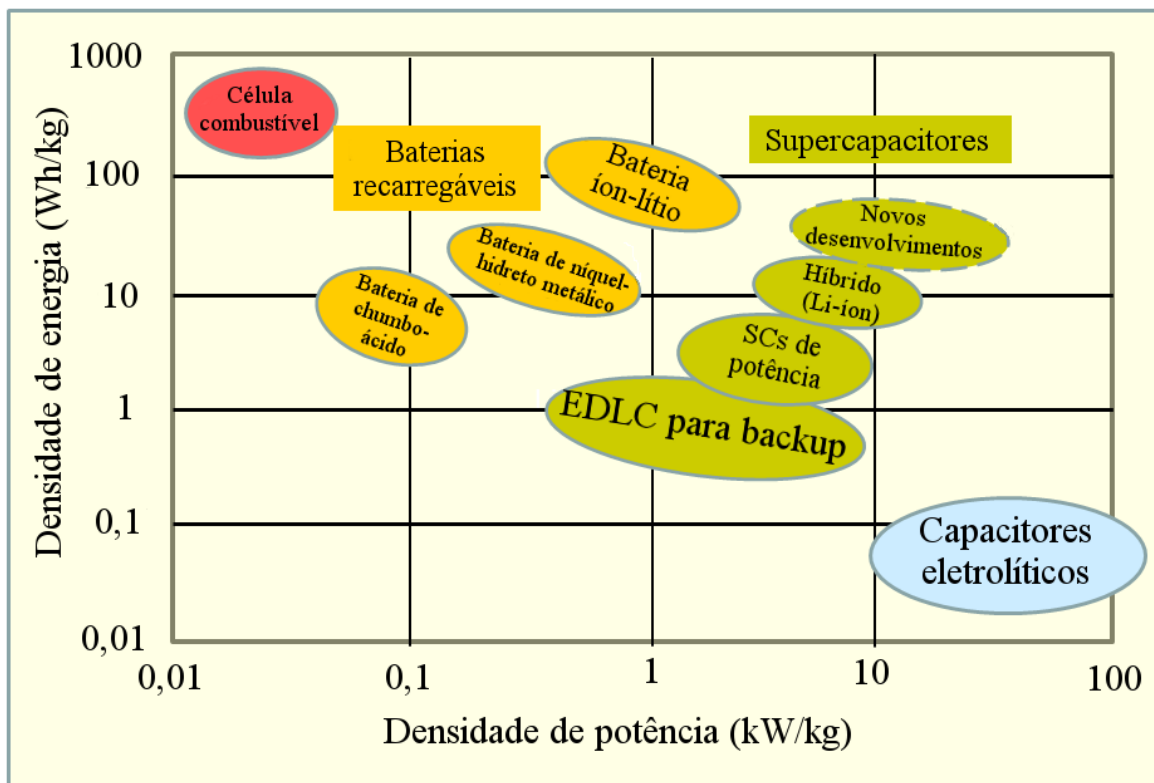 Densidade de energia (Wh/kg)
1000
100
10
1
0,1
0,01
Célula
combustível
Baterias
recarregáveis
Bateria
íon-lítio
Supercapacitores
Bateria de níquel-
hidreto metálico
Bateria de
chumbo-
ácido
Novos
desenvolvimentos
Híbrido
(Li-íon)
SCs de
potência
EDLC para backup
Capacitores
eletrolíticos
0,01
0,1
1
10
100
Densidade de potência (kW/kg)